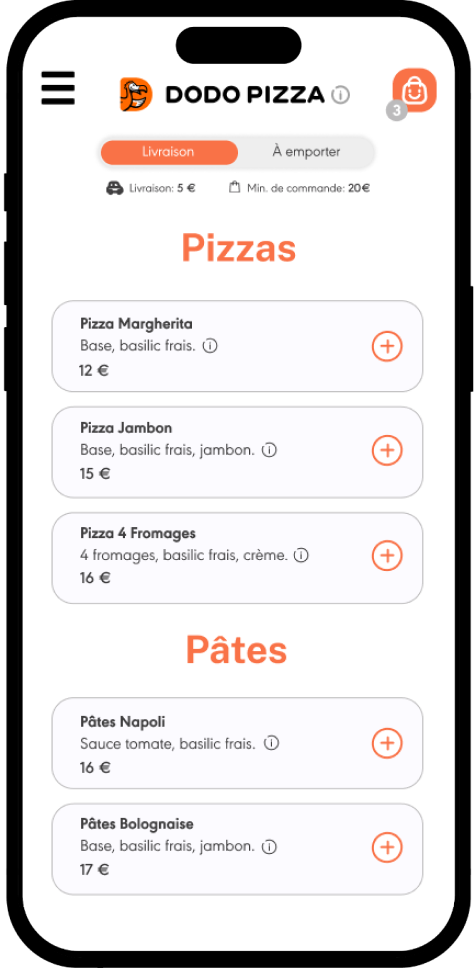 DODO PIZZA
3
Livraison
À emporter
Livraison: 5 €
Min. de commande: 20€
Pizzas
Pizza Margherita
Base, basilic frais.
12 €
Pizza Jambon
Base, basilic frais, jambon.
15 €
Pizza 4 Fromages
4 fromages, basilic frais, crème.
16 €
Pâtes
Pâtes Napoli
Sauce tomate, basilic frais.
16 €
Pâtes Bolognaise
Base, basilic frais, jambon.
17 €